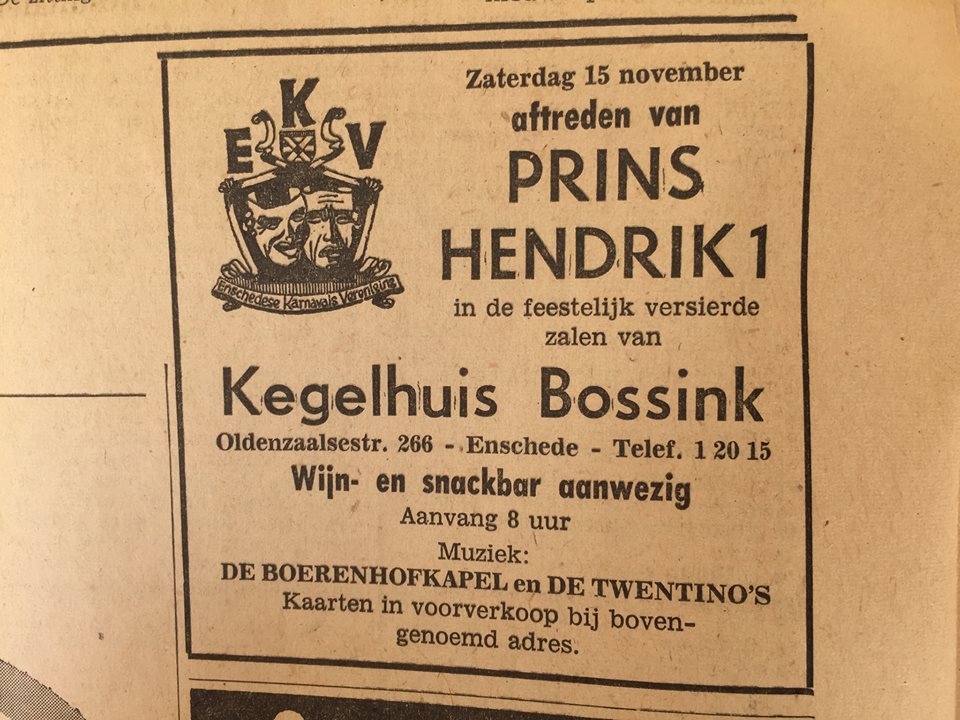 E K V
Enschedese Karnavals Vereniging
Zaterdag 15 november
aftreden van
PRINS
HENDRIK 1
in de feestelijk versierde
zalen van
Kegelhuis Bossink
Oldenzaalsestr. 266 - Enschede - Telef. 1 20 15
Wijn- en snackbar aanwezig
Aanvang 8 uur
Muziek:
DE BOERENHOFKAPEL en DE TWENTINO'S
Kaarten in voorverkoop bij boven-
genoemd adres.